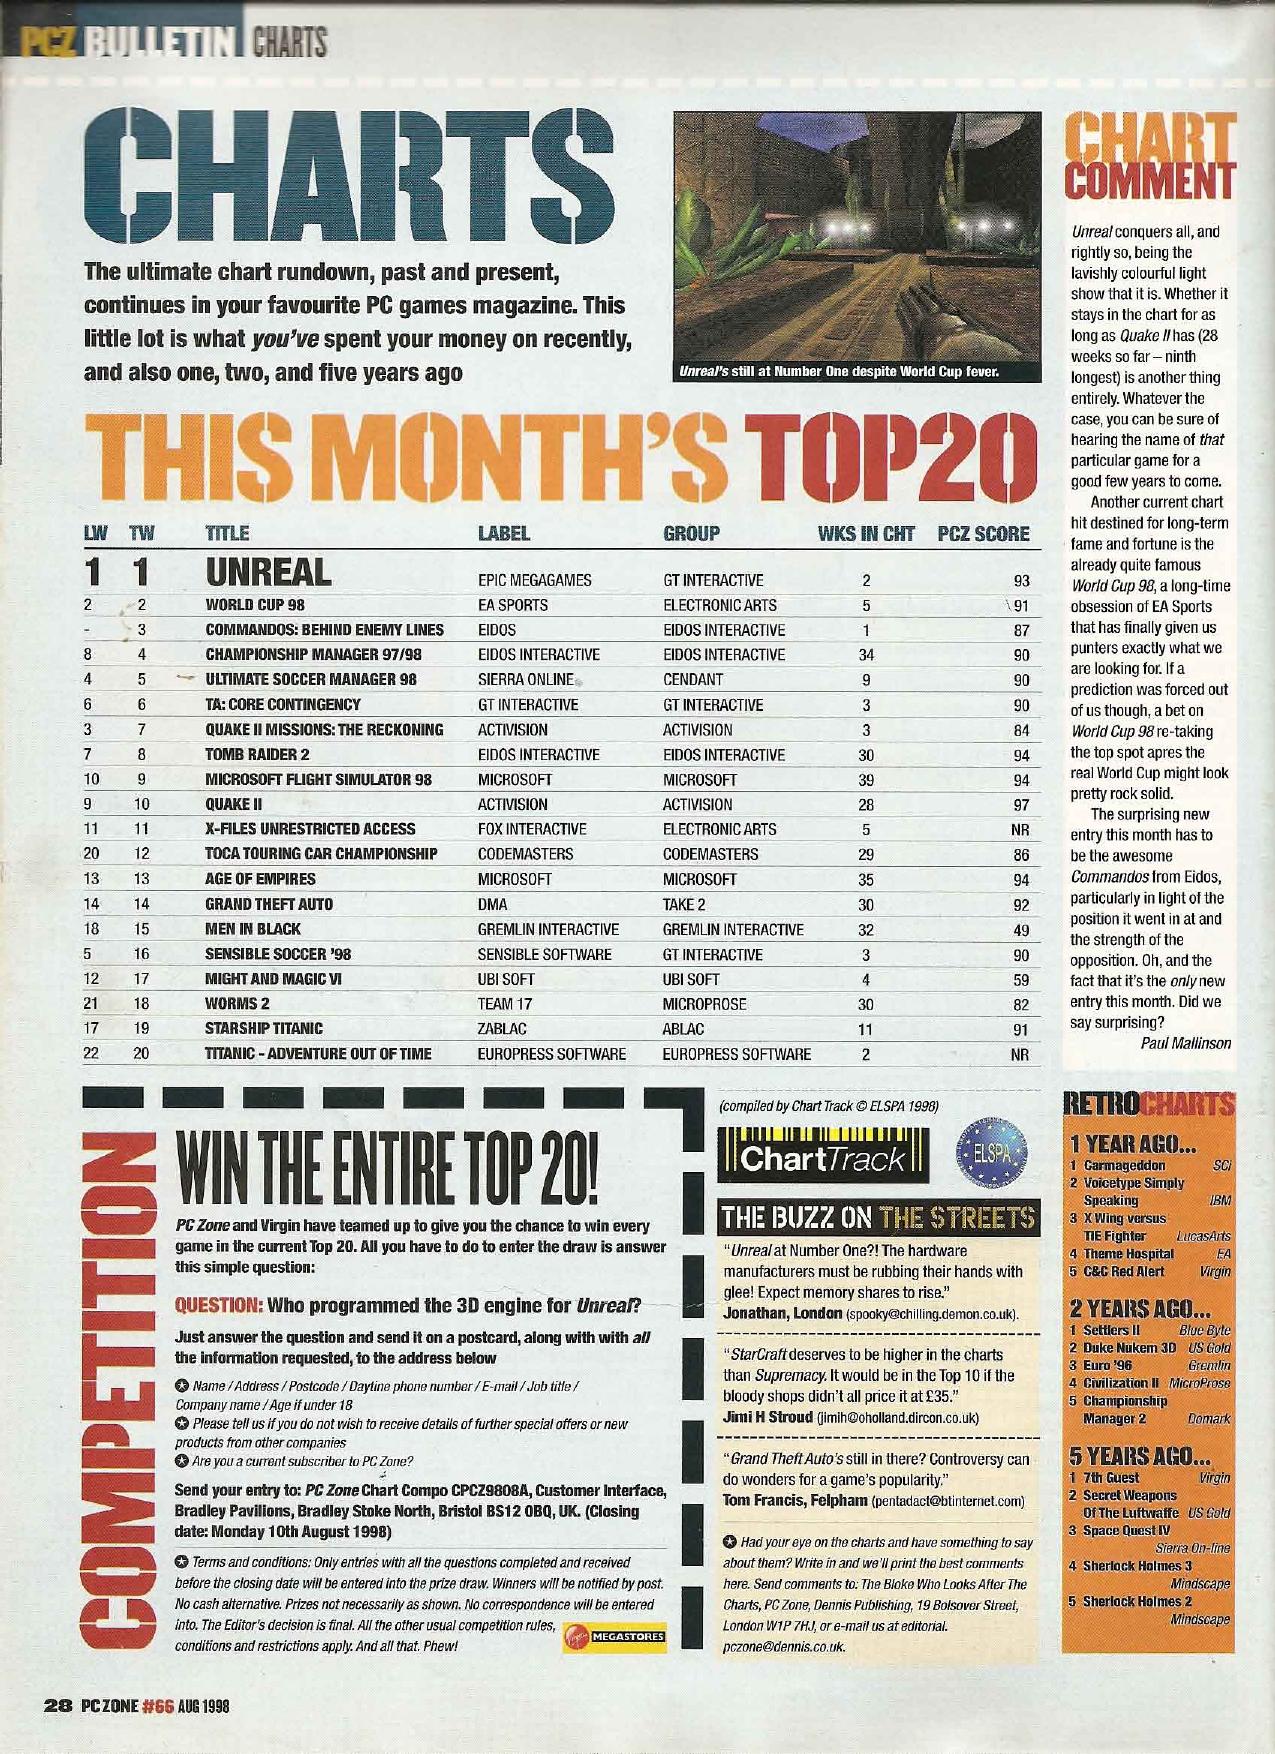 PCZ BULLETIN CHARTS
CHARTS
The ultimate chart rundown, past and present,
continues in your favourite PC games magazine. This
little lot is what you've spent your money on recently,
and also one, two, and five years ago
Unreal's still at Number One despite World Cup fever.
THIS MONTH'S TOP20
LW TW TITLE LABEL GROUP WKS IN CHT PCZ SCORE
1 1 UNREAL EPIC MEGAGAMES GT INTERACTIVE 2 93
2 2 WORLD CUP 98 EA SPORTS ELECTRONIC ARTS 5 91
- 3 COMMANDOS: BEHIND ENEMY LINES EIDOS EIDOS INTERACTIVE 1 87
8 4 CHAMPIONSHIP MANAGER 97/98 EIDOS INTERACTIVE EIDOS INTERACTIVE 34 90
4 5 ULTIMATE SOCCER MANAGER 98 SIERRA ONLINE CENDANT 9 90
6 6 TA: CORE CONTINGENCY GT INTERACTIVE GT INTERACTIVE 3 90
3 7 QUAKE II MISSIONS: THE RECKONING ACTIVISION ACTIVISION 3 84
7 8 TOMB RAIDER 2 EIDOS INTERACTIVE EIDOS INTERACTIVE 30 94
10 9 MICROSOFT FLIGHT SIMULATOR 98 MICROSOFT MICROSOFT 39 94
9 10 QUAKE II ACTIVISION ACTIVISION 28 97
11 11 X-FILES UNRESTRICTED ACCESS FOX INTERACTIVE ELECTRONIC ARTS 5 NR
20 12 TOCA TOURING CAR CHAMPIONSHIP CODEMASTERS CODEMASTERS 29 86
13 13 AGE OF EMPIRES MICROSOFT MICROSOFT 35 94
14 14 GRAND THEFT AUTO DMA TAKE 2 30 92
18 15 MEN IN BLACK GREMLIN INTERACTIVE GREMLIN INTERACTIVE 32 49
5 16 SENSIBLE SOCCER '98 SENSIBLE SOFTWARE GT INTERACTIVE 3 90
12 17 MIGHT AND MAGIC VI UBI SOFT UBI SOFT 4 59
21 18 WORMS 2 TEAM 17 MICROPROSE 30 82
17 19 STARSHIP TITANIC ZABLAC ABLAC 11 91
22 20 TITANIC - ADVENTURE OUT OF TIME EUROPRESS SOFTWARE EUROPRESS SOFTWARE 2 NR
CHART
COMMENT
Unreal conquers all, and
rightly so, being the
lavishly colourful light
show that it is. Whether it
stays in the chart for as
long as Quake II has (28
weeks so far – ninth
longest) is another thing
entirely. Whatever the
case, you can be sure of
hearing the name of that
particular game for a
good few years to come.
Another current chart
hit destined for long-term
fame and fortune is the
already quite famous
World Cup 98, a long-time
obsession of EA Sports
that has finally given us
punters exactly what we
are looking for. If a
prediction was forced out
of us though, a bet on
World Cup 98 re-taking
the top spot apres the
real World Cup might look
pretty rock solid.
The surprising new
entry this month has to
be the awesome
Commandos from Eidos,
particularly in light of the
position it went in at and
the strength of the
opposition. Oh, and the
fact that it's the only new
entry this month. Did we
say surprising?
Paul Mallinson
COMPETITION
WIN THE ENTIRE TOP 20!
PC Zone and Virgin have teamed up to give you the chance to win every
game in the current Top 20. All you have to do to enter the draw is answer
this simple question:
QUESTION: Who programmed the 3D engine for Unreal?
Just answer the question and send it on a postcard, along with with all
the information requested, to the address below
✪ Name / Address / Postcode / Daytime phone number / E-mail / Job title /
Company name / Age if under 18
✪ Please tell us if you do not wish to receive details of further special offers or new
products from other companies
✪ Are you a current subscriber to PC Zone?
Send your entry to: PC Zone Chart Compo CPCZ9808A, Customer Interface,
Bradley Pavilions, Bradley Stoke North, Bristol BS12 0BQ, UK. (Closing
date: Monday 10th August 1998)
✪ Terms and conditions: Only entries with all the questions completed and received
before the closing date will be entered into the prize draw. Winners will be notified by post.
No cash alternative. Prizes not necessarily as shown. No correspondence will be entered
into. The Editor's decision is final. All the other usual competition rules,
conditions and restrictions apply. And all that. Phew!
Virgin MEGASTORES
(compiled by Chart Track © ELSPA 1998)
ChartTrack
ELSPA
THE BUZZ ON THE STREETS
"Unreal at Number One?! The hardware
manufacturers must be rubbing their hands with
glee! Expect memory shares to rise."
Jonathan, London (spooky@chilling.demon.co.uk).
"StarCraft deserves to be higher in the charts
than Supremacy. It would be in the Top 10 if the
bloody shops didn't all price it at £35."
Jimi H Stroud (jimih@oholland.dircon.co.uk)
"Grand Theft Auto's still in there? Controversy can
do wonders for a game's popularity."
Tom Francis, Felpham (pentadact@btinternet.com)
✪ Had your eye on the charts and have something to say
about them? Write in and we'll print the best comments
here. Send comments to: The Bloke Who Looks After The
Charts, PC Zone, Dennis Publishing, 19 Bolsover Street,
London W1P 7HJ, or e-mail us at editorial.
pczone@dennis.co.uk.
RETROCHARTS
1 YEAR AGO...
1 Carmageddon SCi
2 Voicetype Simply
Speaking IBM
3 X Wing versus
TIE Fighter LucasArts
4 Theme Hospital EA
5 C&C Red Alert Virgin
2 YEARS AGO...
1 Settlers II Blue Byte
2 Duke Nukem 3D US Gold
3 Euro '96 Gremlin
4 Civilization II MicroProse
5 Championship
Manager 2 Domark
5 YEARS AGO...
1 7th Guest Virgin
2 Secret Weapons
Of The Luftwaffe US Gold
3 Space Quest IV
Sierra On-line
4 Sherlock Holmes 3
Mindscape
5 Sherlock Holmes 2
Mindscape
28 PC ZONE #66 AUG 1998